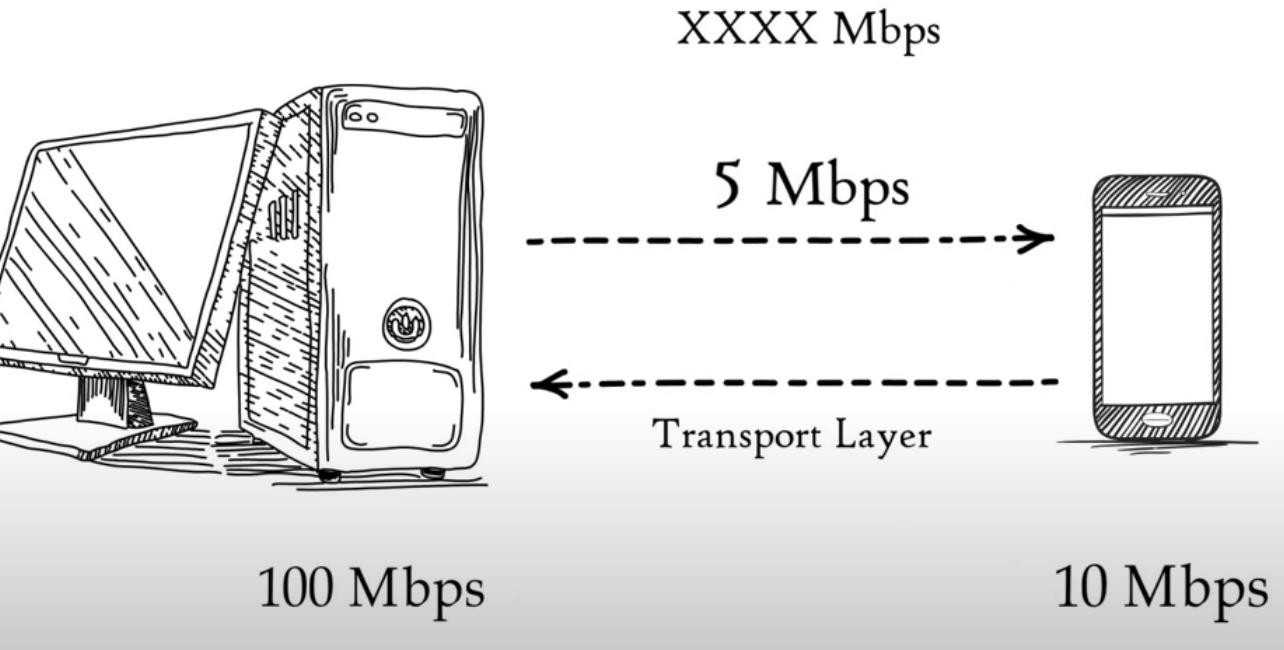 XXXX Mbps
5 Mbps
Transport Layer
100 Mbps
10 Mbps